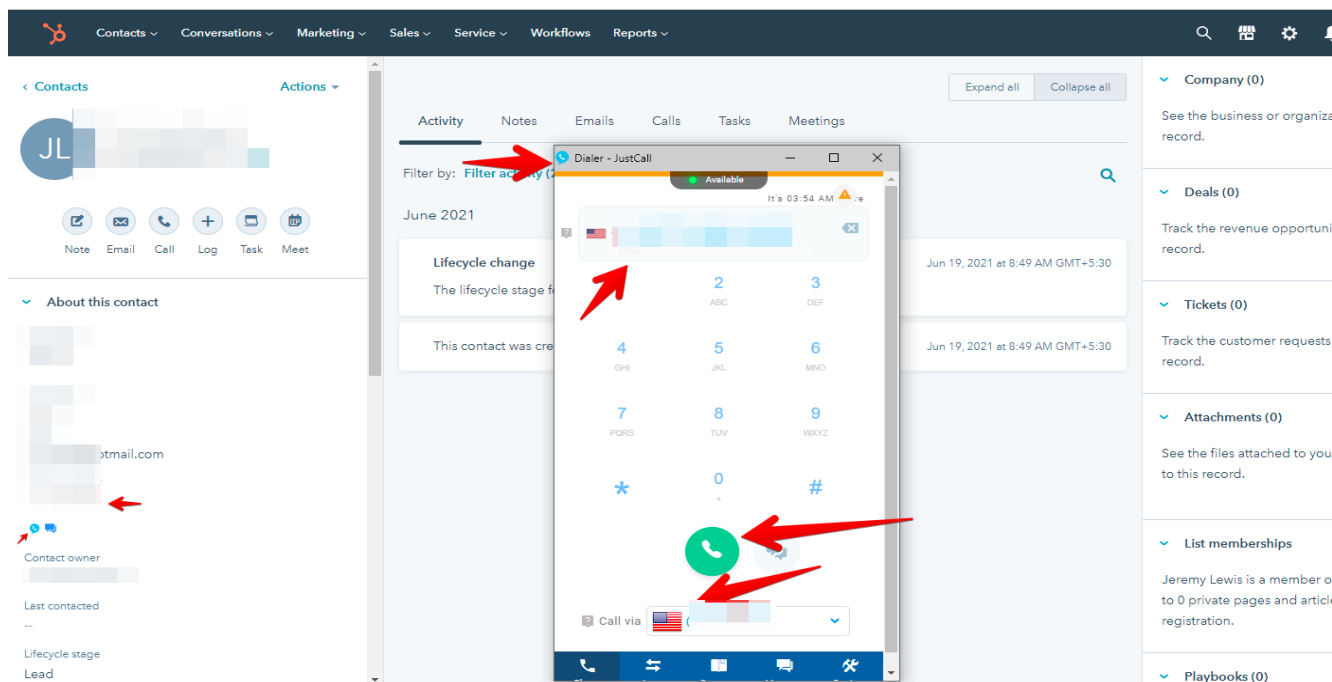 Contacts
Conversations
Marketing
Sales
Service
Workflows
Reports
Contacts
Actions
JL
Note
Email
Call
Log
Task
Meet
About this contact
tmail.com
Contact owner
Last contacted
--
Lifecycle stage
Lead
Expand all
Collapse all
Activity
Notes
Emails
Calls
Tasks
Meetings
Filter by:
June 2021
Lifecycle change
Jun 19, 2021 at 8:49 AM GMT+5:30
The lifecycle stage
This contact was cre
Jun 19, 2021 at 8:49 AM GMT+5:30
Dialer - JustCall
Available
It's 03:54 AM
2
ABC
3
DEF
4
GHI
5
JKL
6
MNO
7
PQRS
8
TUV
9
WXYZ
*
0
+
#
Call via
(
Company (0)
See the business or organiza
record.
Deals (0)
Track the revenue opportuni
record.
Tickets (0)
Track the customer requests
record.
Attachments (0)
See the files attached to you
to this record.
List memberships
Jeremy Lewis is a member o
to 0 private pages and article
registration.
Playbooks (0)